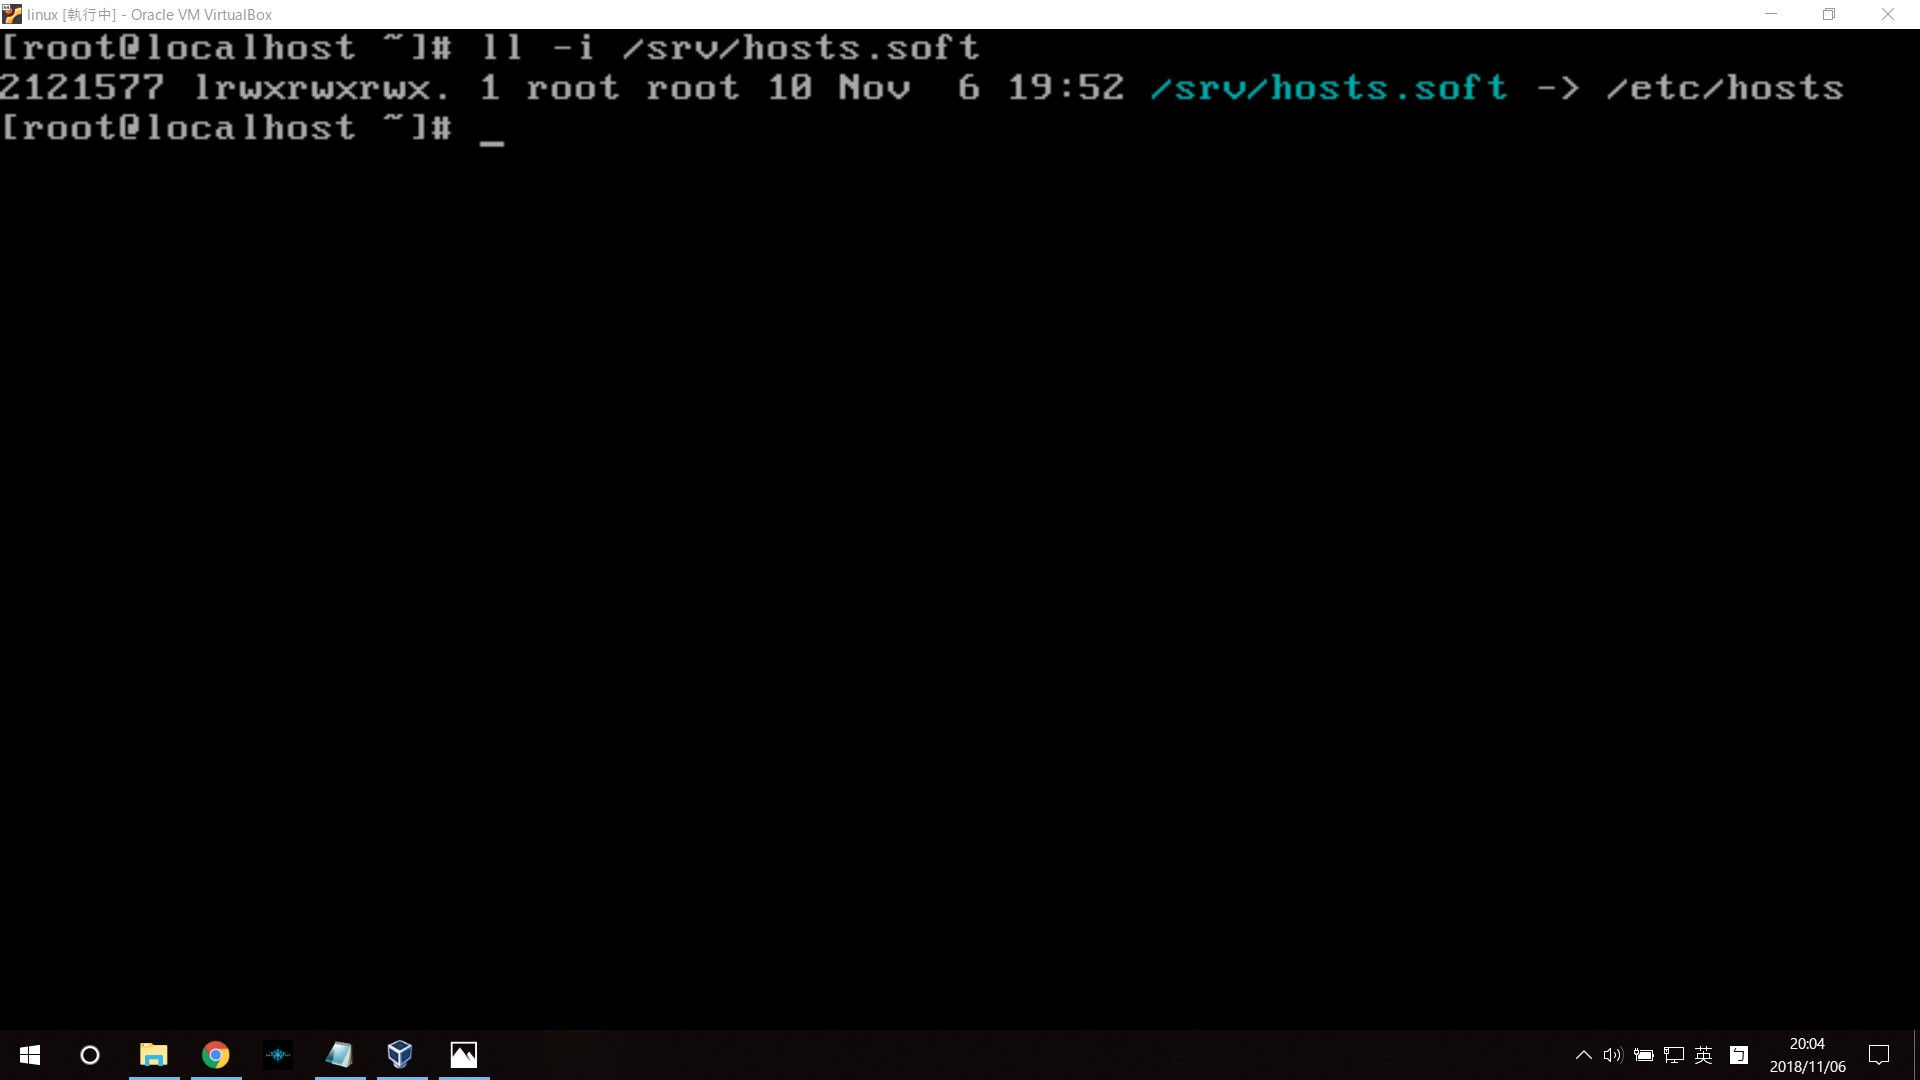 linux [執行中] - Oracle VM VirtualBox
[root@localhost ~]# ll -i /srv/hosts.soft
2121577 lrwxrwxrwx. 1 root root 10 Nov  6 19:52 /srv/hosts.soft -> /etc/hosts
[root@localhost ~]# _
英 ㄅ 20:04
2018/11/06